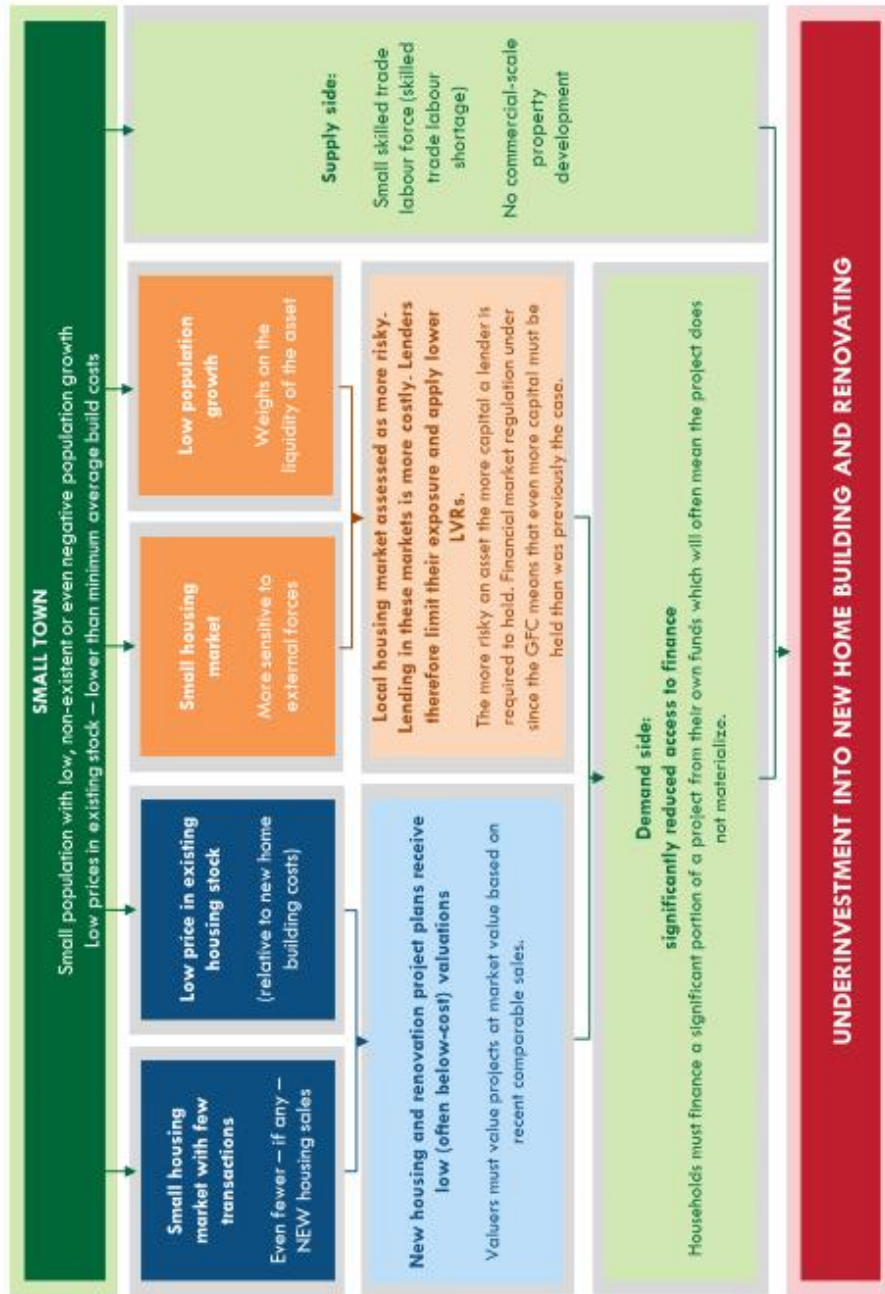 SMALL TOWN
Small population with low, non-existent or even negative population growth
Low prices in existing stock – lower than minimum average build costs
Small housing
market with few
transactions
Even fewer – if any –
NEW housing sales
Low price in existing
housing stock
(relative to new home
building costs)
Small housing
market
More sensitive to
external forces
Low population
growth
Weighs on the
liquidity of the asset
Supply side:
Small skilled trade
labour force (skilled
trade labour
shortage)
No commercial-scale
property
development
New housing and renovation project plans receive
low (often below-cost) valuations
Valuers must value projects at market value based on
recent comparable sales.
Local housing market assessed as more risky.
Lending in these markets is more costly. Lenders
therefore limit their exposure and apply lower
LVRs.
The more risky an asset the more capital a lender is
required to hold. Financial market regulation under
since the GFC means that even more capital must be
held than was previously the case.
Demand side:
significantly reduced access to finance
Households must finance a significant portion of a project from their own funds which will often mean the project does
not materialize.
UNDERINVESTMENT INTO NEW HOME BUILDING AND RENOVATING